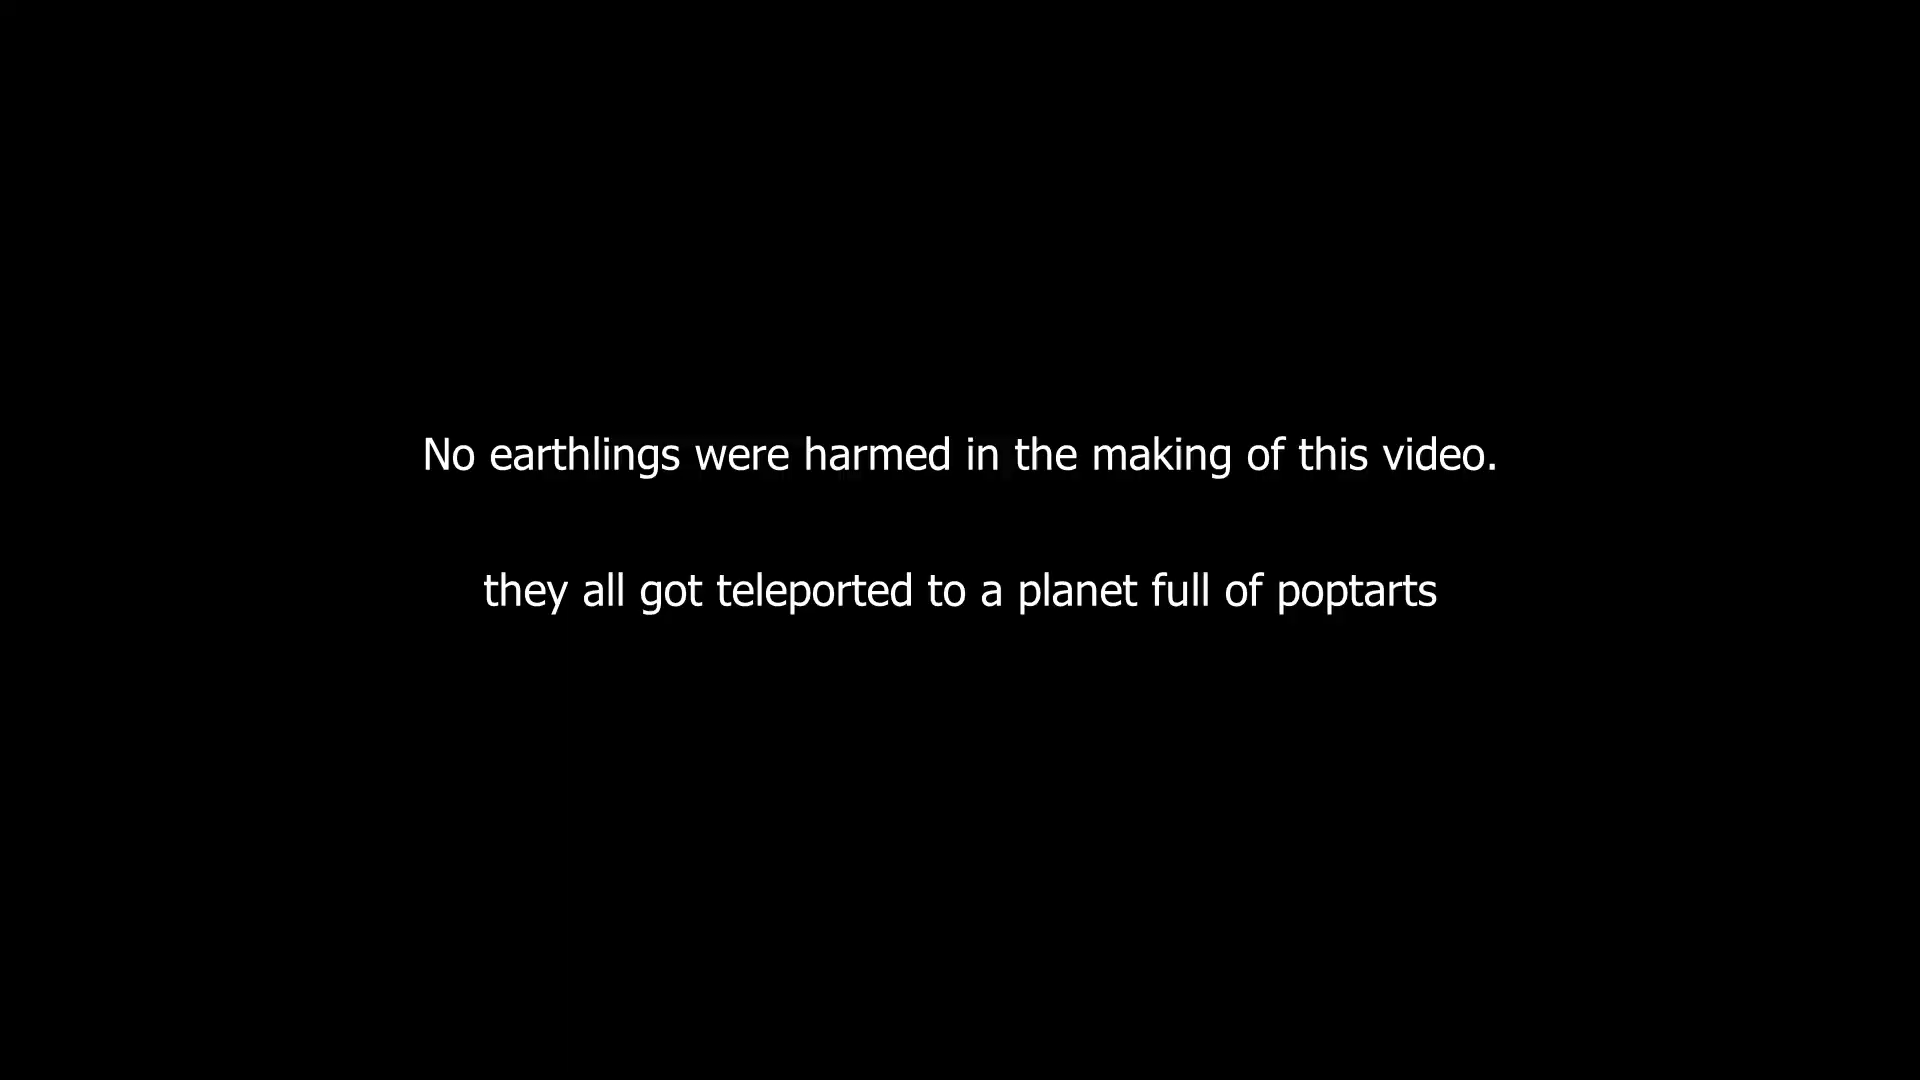 No earthlings were harmed in the making of this video.
they all got teleported to a planet full of poptarts